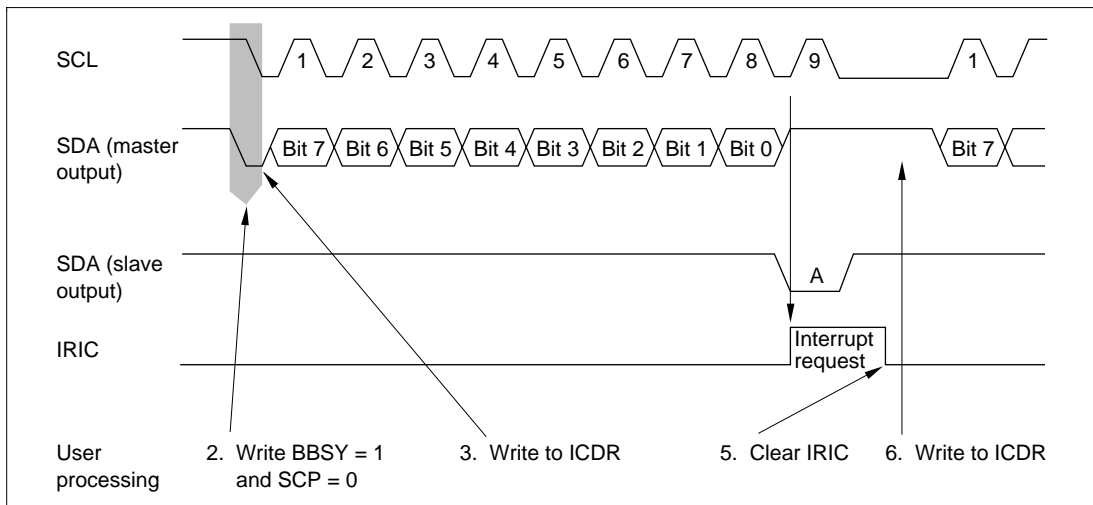 SCL
1 2 3 4 5 6 7 8 9 1
SDA (master
output)
Bit 7 Bit 6 Bit 5 Bit 4 Bit 3 Bit 2 Bit 1 Bit 0 Bit 7
SDA (slave
output)
A
IRIC
Interrupt
request
User
processing
2. Write BBSY = 1
and SCP = 0
3. Write to ICDR
5. Clear IRIC
6. Write to ICDR